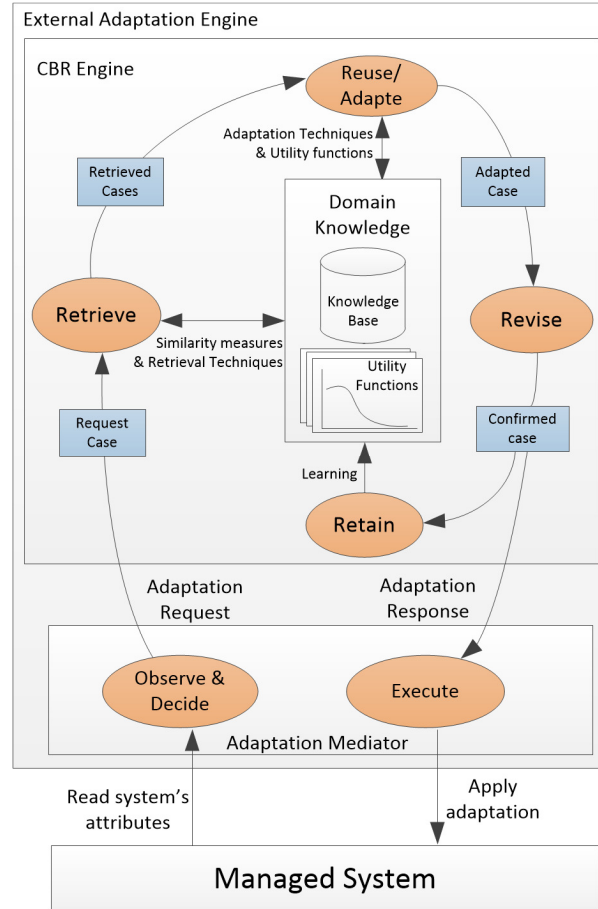 External Adaptation Engine
CBR Engine
Reuse/
Adapte
Adaptation Techniques
& Utility functions
Retrieved
Cases
Adapted
Case
Domain
Knowledge
Knowledge
Base
Retrieve
Revise
Similarity measures
& Retrieval Techniques
Utility
Functions
Request
Case
Confirmed
case
Learning
Retain
Adaptation
Request
Adaptation
Response
Observe &
Decide
Execute
Adaptation Mediator
Read system's
attributes
Apply
adaptation
Managed System